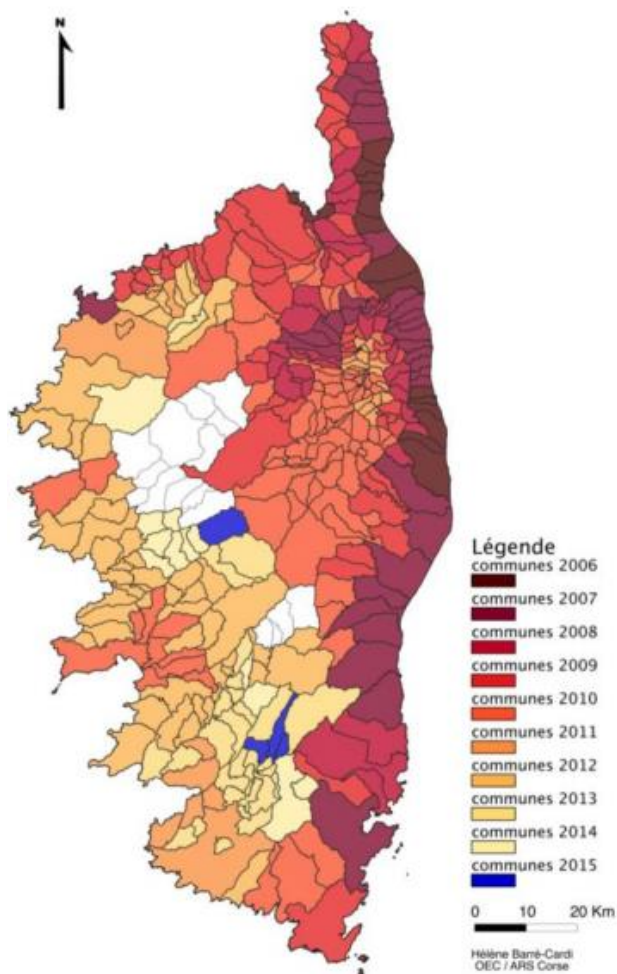 N
Légende
communes 2006
communes 2007
communes 2008
communes 2009
communes 2010
communes 2011
communes 2012
communes 2013
communes 2014
communes 2015
0 10 20 Km
Hélène Barré-Cardi
OEC / ARS Corse